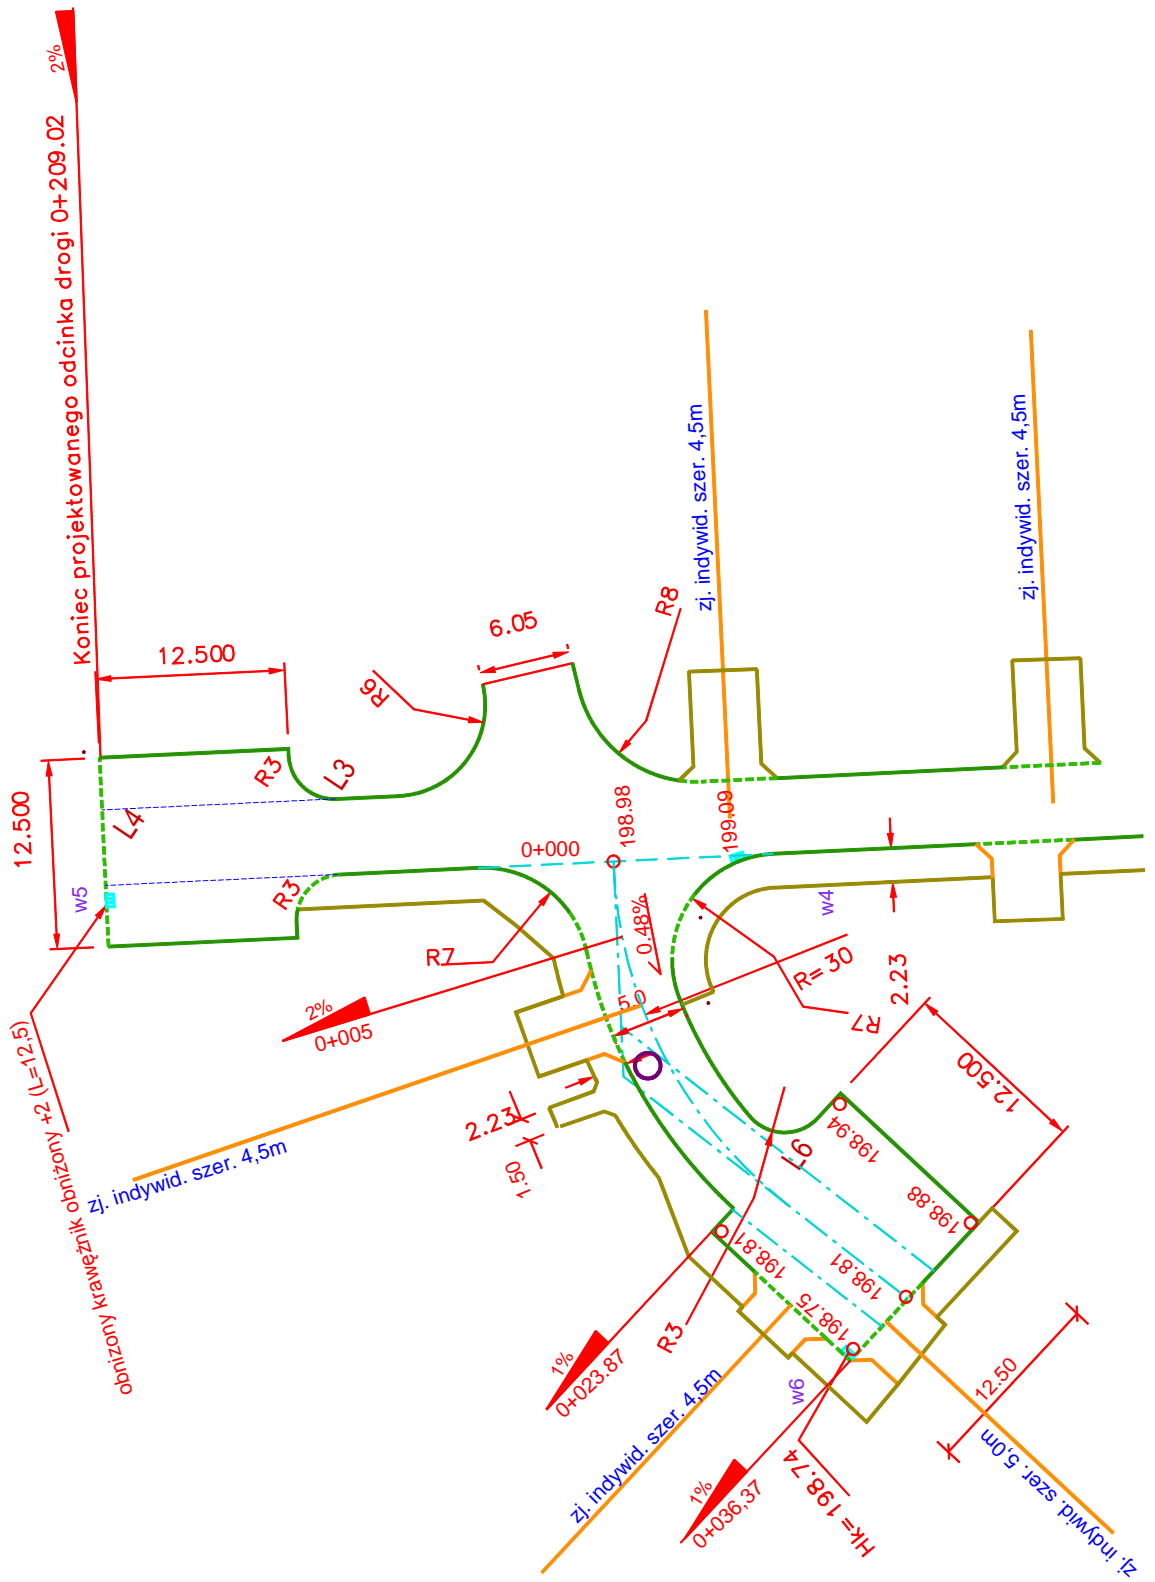 2%
Koniec projektowanego odcinka drogi 0+209.02
zj. indywid. szer. 4,5m
zj. indywid. szer. 4,5m
R8
6.05
12.500
R6
R3
L3
12.500
L4
198.98
199.09
0+000
w5
R3
w4
0.48%
R7
R= 30
2.23
5.0
2%
0+005
R7
12.500
obniżony krawężnik obniżony +2 (L=12,5)
2.23
198.94
L6
1.50
zj. indywid. szer. 4,5m
198.88
198.81
198.81
198.75
R3
1%
0+023.87
12.50
w6
zj. indywid. szer. 4,5m
zj. indywid. szer. 5,0m
Hk=198.74
1%
0+036,37